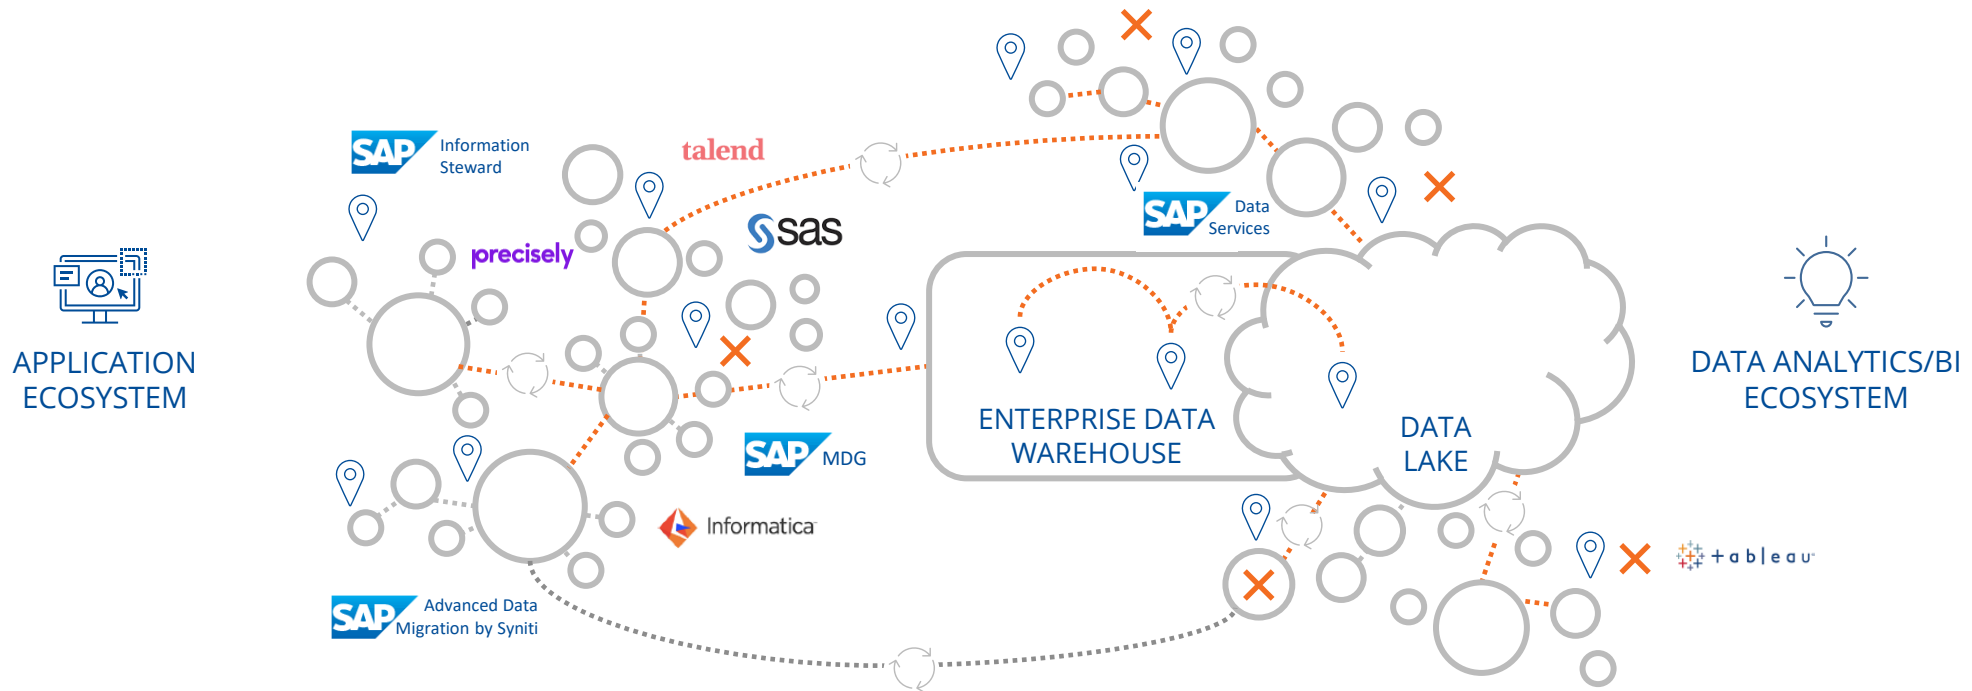 SAP Information
Steward
talend
precisely
sas
SAP Data
Services
APPLICATION
ECOSYSTEM
ENTERPRISE DATA
WAREHOUSE
DATA
LAKE
DATA ANALYTICS/BI
ECOSYSTEM
SAP MDG
Informatica
SAP Advanced Data
Migration by Syniti
+ableau